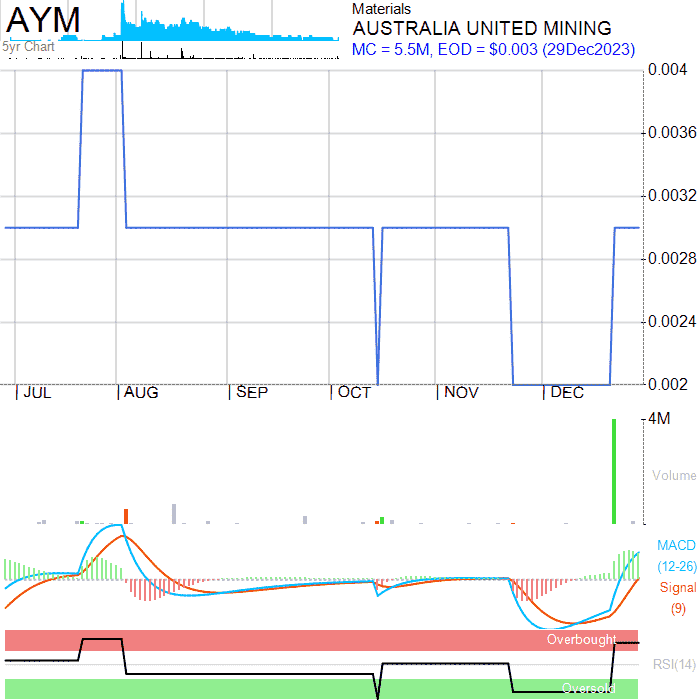 AYM
5yr Chart
Materials
AUSTRALIA UNITED MINING
MC = 5.5M, EOD = $0.003 (29Dec2023)
0.004
0.0036
0.0032
0.0028
0.0024
0.002
JUL AUG SEP OCT NOV DEC
4M
Volume
MACD
(12-26)
Signal
(9)
Overbought
RSI(14)
Oversold